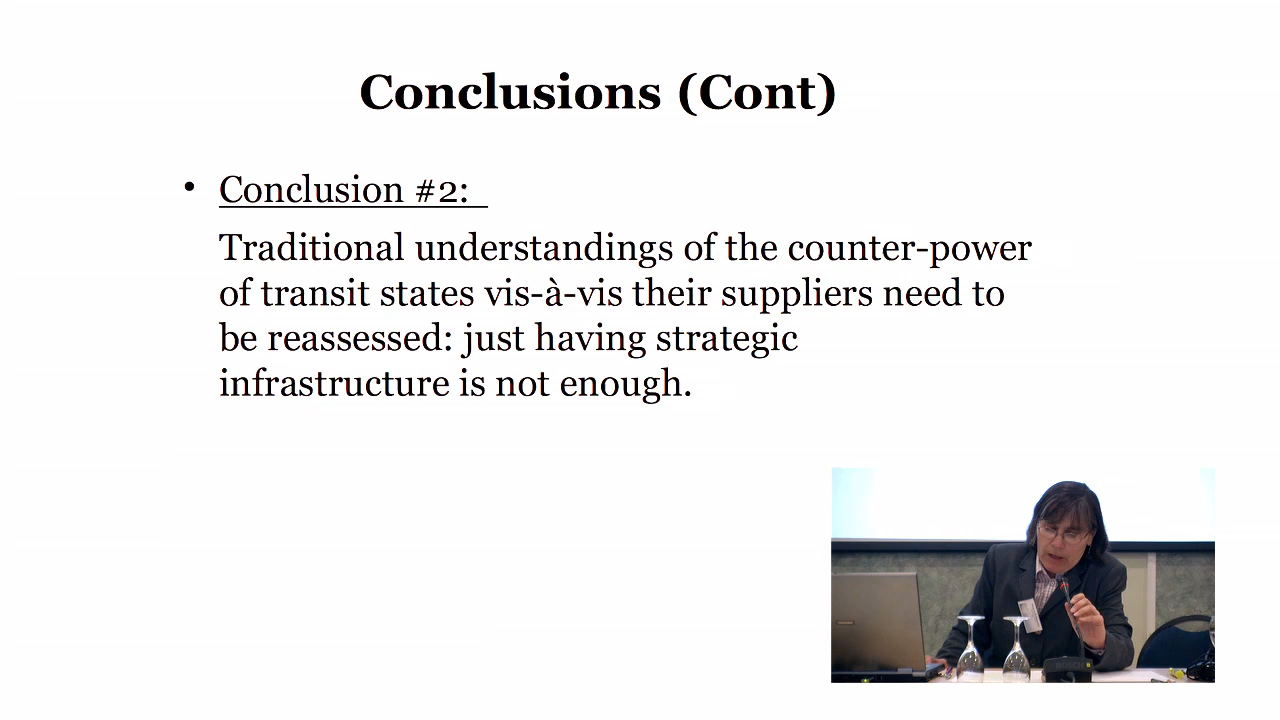 Conclusions (Cont)
• Conclusion #2:
Traditional understandings of the counter-power
of transit states vis-à-vis their suppliers need to
be reassessed: just having strategic
infrastructure is not enough.
BOSCH